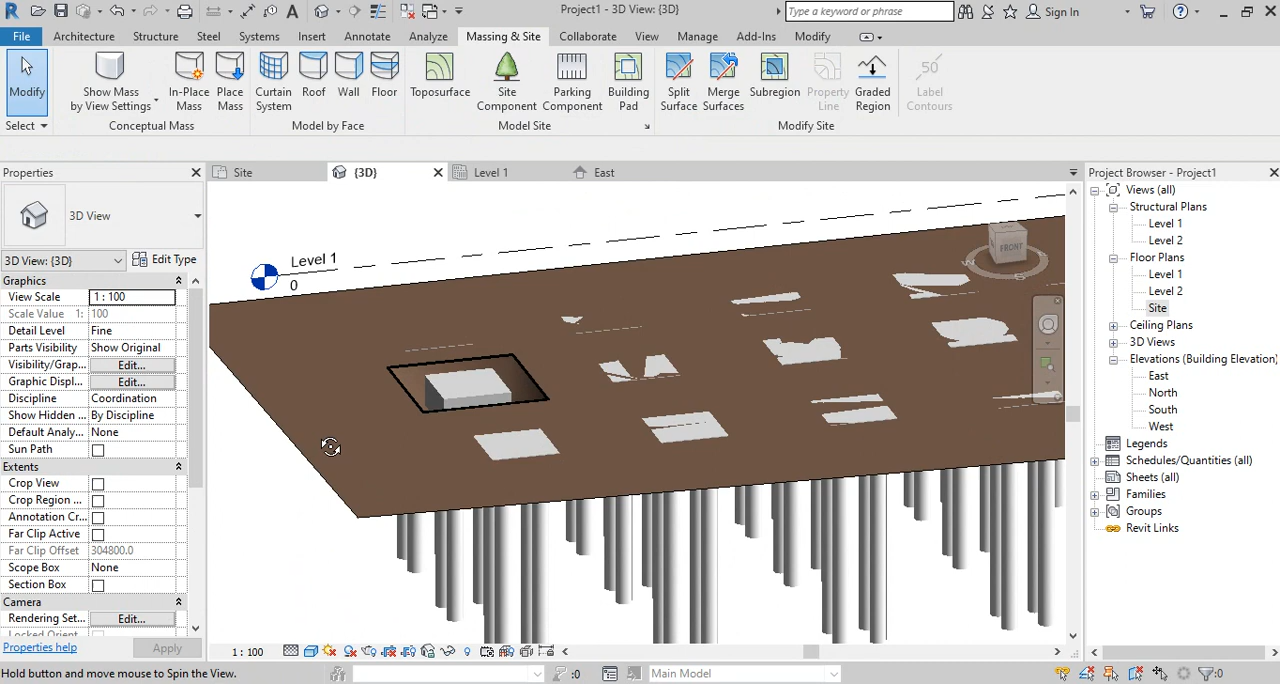 Project1 - 3D View: {3D}
Type a keyword or phrase
Sign In
File Architecture Structure Steel Systems Insert Annotate Analyze Massing & Site Collaborate View Manage Add-Ins Modify
Modify
Show Mass by View Settings
In-Place Mass
Place Mass
Curtain System
Roof
Wall
Floor
Toposurface
Site Component
Parking Component
Building Pad
Split Surface
Merge Surfaces
Subregion
Property Line
Graded Region
50
Label Contours
Select Conceptual Mass Model by Face Model Site Modify Site
Properties
Site {3D} Level 1 East
Project Browser - Project1
3D View
3D View: {3D} Edit Type
Graphics
View Scale 1 : 100
Scale Value 1: 100
Detail Level Fine
Parts Visibility Show Original
Visibility/Grap... Edit...
Graphic Displ... Edit...
Discipline Coordination
Show Hidden ... By Discipline
Default Analy... None
Sun Path
Extents
Crop View
Crop Region ...
Annotation Cr...
Far Clip Active
Far Clip Offset 304800.0
Scope Box None
Section Box
Camera
Rendering Set... Edit...
Locked Orient
Properties help Apply
Level 1
0
FRONT
W
S
Views (all)
Structural Plans
Level 1
Level 2
Floor Plans
Level 1
Level 2
Site
Ceiling Plans
3D Views
Elevations (Building Elevation)
East
North
South
West
Legends
Schedules/Quantities (all)
Sheets (all)
Families
Groups
Revit Links
1 : 100
Hold button and move mouse to Spin the View.
:0
Main Model
:0